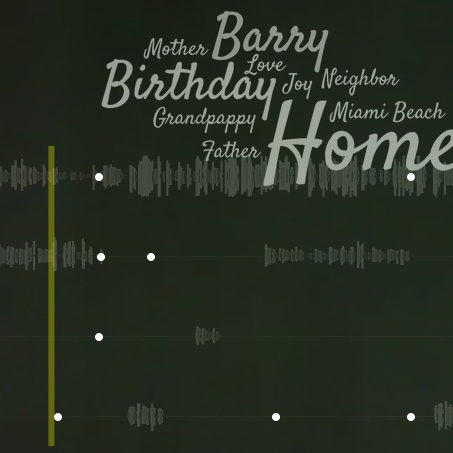 Barry
Mother
Love
Birthday
Joy
Neighbor
Grandpappy
Miami Beach
Home
Father